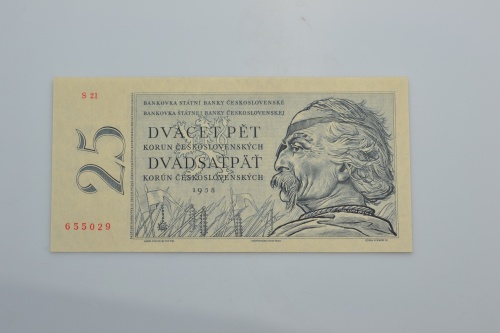 S 21
BANKOVKA STÁTNÍ BANKY ČESKOSLOVENSKÉ
BANKOVKA ŠTÁTNEJ BANKY ČESKOSLOVENSKEJ
DVACET PĚT
KORUN ČESKOSLOVENSKÝCH
DVADSAŤPÄŤ
KORÚN ČESKOSLOVENSKÝCH
1958
25
655029